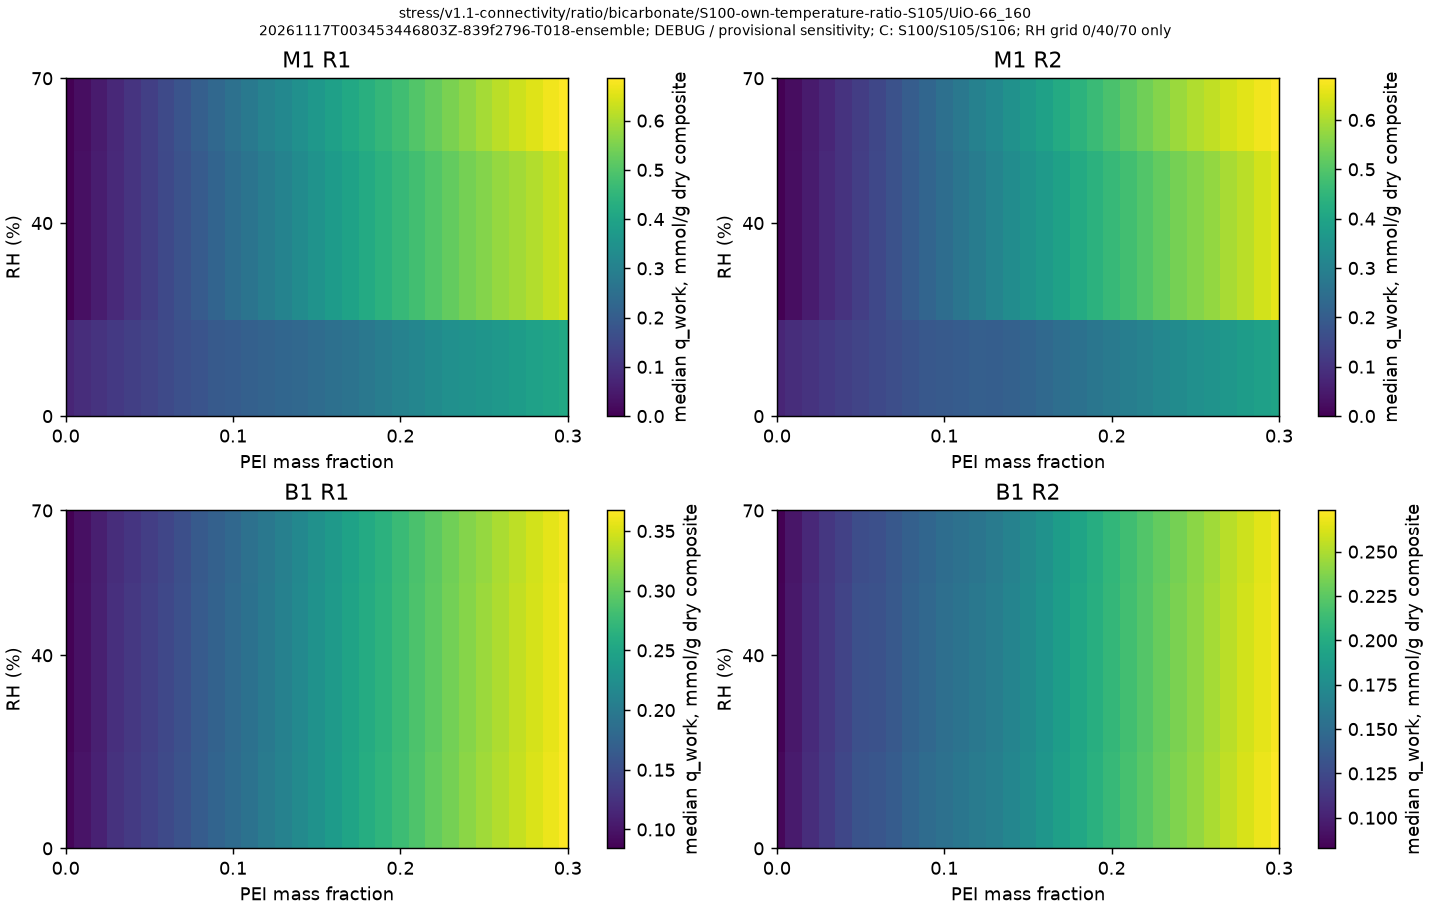 stress/v1.1-connectivity/ratio/bicarbonate/S100-own-temperature-ratio-S105/UiO-66_160
20261117T003453446803Z-839f2796-T018-ensemble; DEBUG / provisional sensitivity; C: S100/S105/S106; RH grid 0/40/70 only
M1 R1
70
40
0
RH (%)
0.0 0.1 0.2 0.3
PEI mass fraction
0.6
0.5
0.4
0.3
0.2
0.1
0.0
median q_work, mmol/g dry composite
M1 R2
70
40
0
RH (%)
0.0 0.1 0.2 0.3
PEI mass fraction
0.6
0.5
0.4
0.3
0.2
0.1
0.0
median q_work, mmol/g dry composite
B1 R1
70
40
0
RH (%)
0.0 0.1 0.2 0.3
PEI mass fraction
0.35
0.30
0.25
0.20
0.15
0.10
median q_work, mmol/g dry composite
B1 R2
70
40
0
RH (%)
0.0 0.1 0.2 0.3
PEI mass fraction
0.250
0.225
0.200
0.175
0.150
0.125
0.100
median q_work, mmol/g dry composite